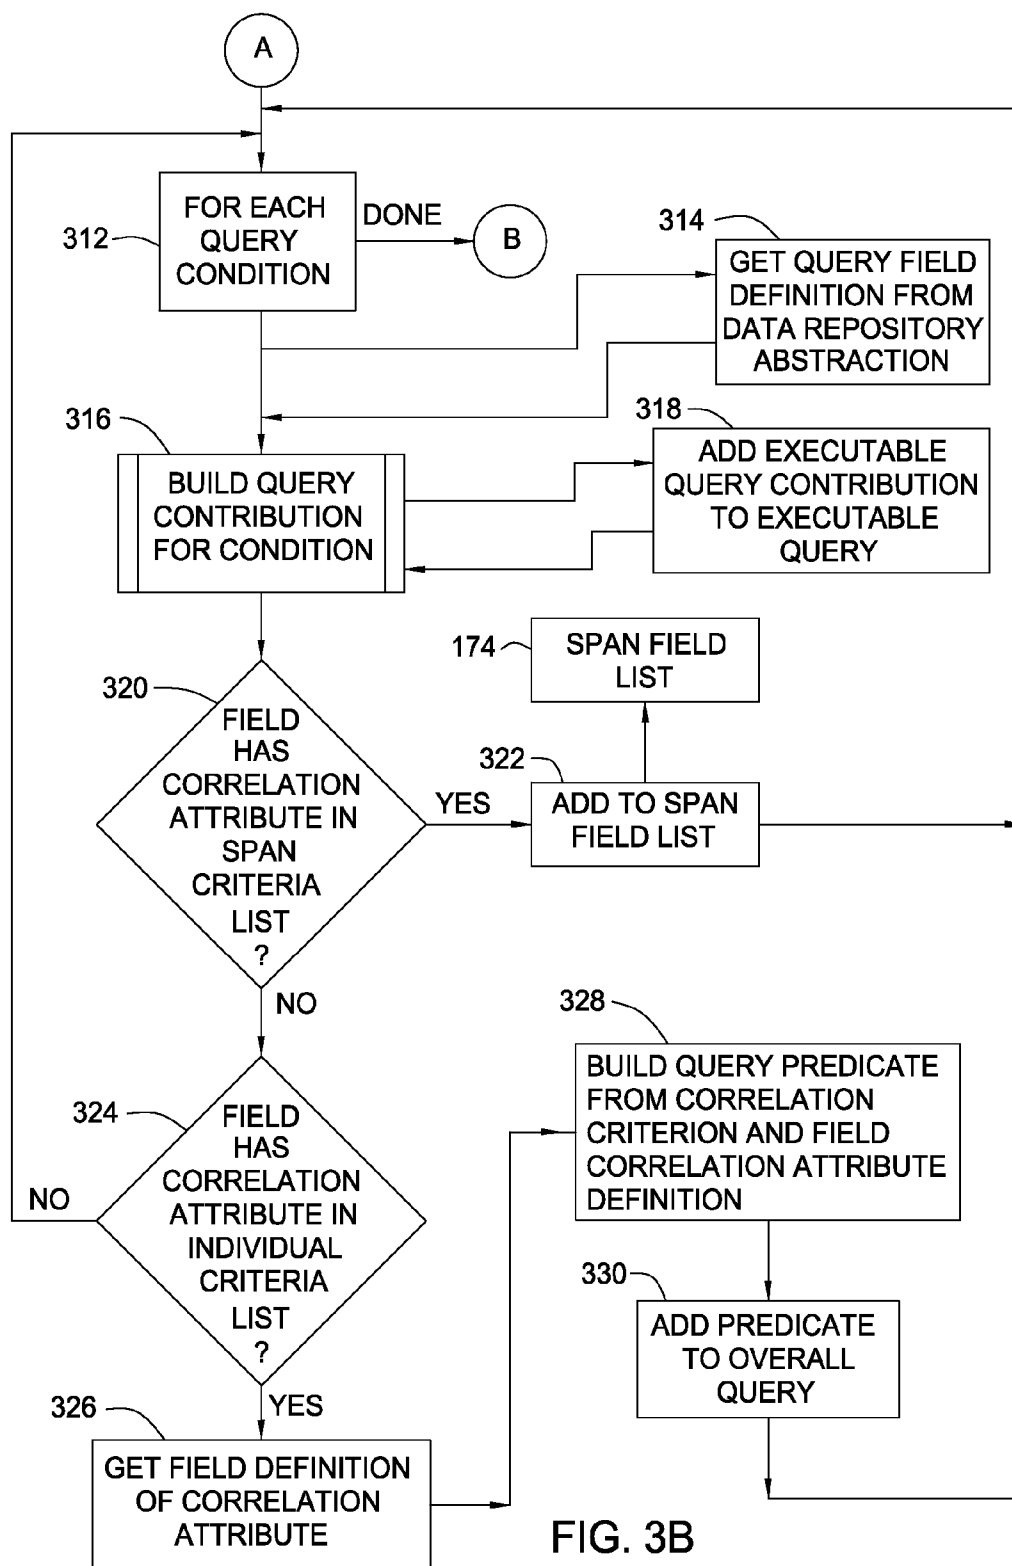 A
FOR EACH
QUERY
CONDITION
312
DONE
B
314
GET QUERY FIELD
DEFINITION FROM
DATA REPOSITORY
ABSTRACTION
316
BUILD QUERY
CONTRIBUTION
FOR CONDITION
318
ADD EXECUTABLE
QUERY CONTRIBUTION
TO EXECUTABLE
QUERY
174
SPAN FIELD
LIST
320
FIELD
HAS
CORRELATION
ATTRIBUTE IN
SPAN
CRITERIA
LIST
?
YES
322
ADD TO SPAN
FIELD LIST
NO
324
FIELD
HAS
CORRELATION
ATTRIBUTE IN
INDIVIDUAL
CRITERIA
LIST
?
NO
YES
326
GET FIELD DEFINITION
OF CORRELATION
ATTRIBUTE
328
BUILD QUERY PREDICATE
FROM CORRELATION
CRITERION AND FIELD
CORRELATION ATTRIBUTE
DEFINITION
330
ADD PREDICATE
TO OVERALL
QUERY
FIG. 3B